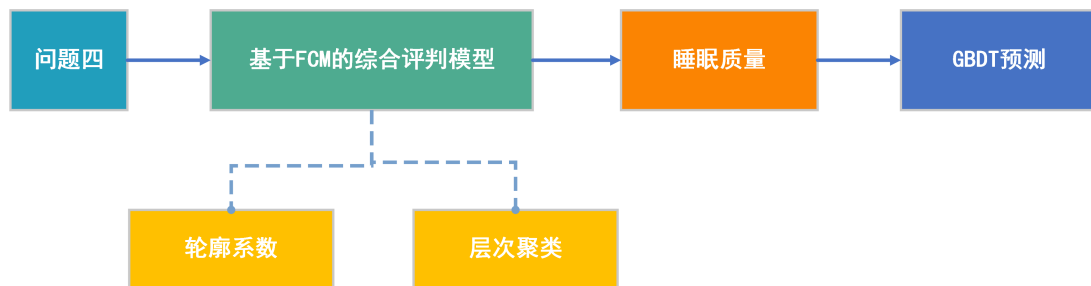 问题四
基于FCM的综合评判模型
睡眠质量
GBDT预测
轮廓系数
层次聚类